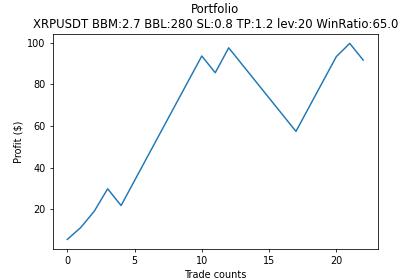 Portfolio
XRPUSDT BBM:2.7 BBL:280 SL:0.8 TP:1.2 lev:20 WinRatio:65.0
100
80
60
40
20
Profit ($)
0 5 10 15 20
Trade counts